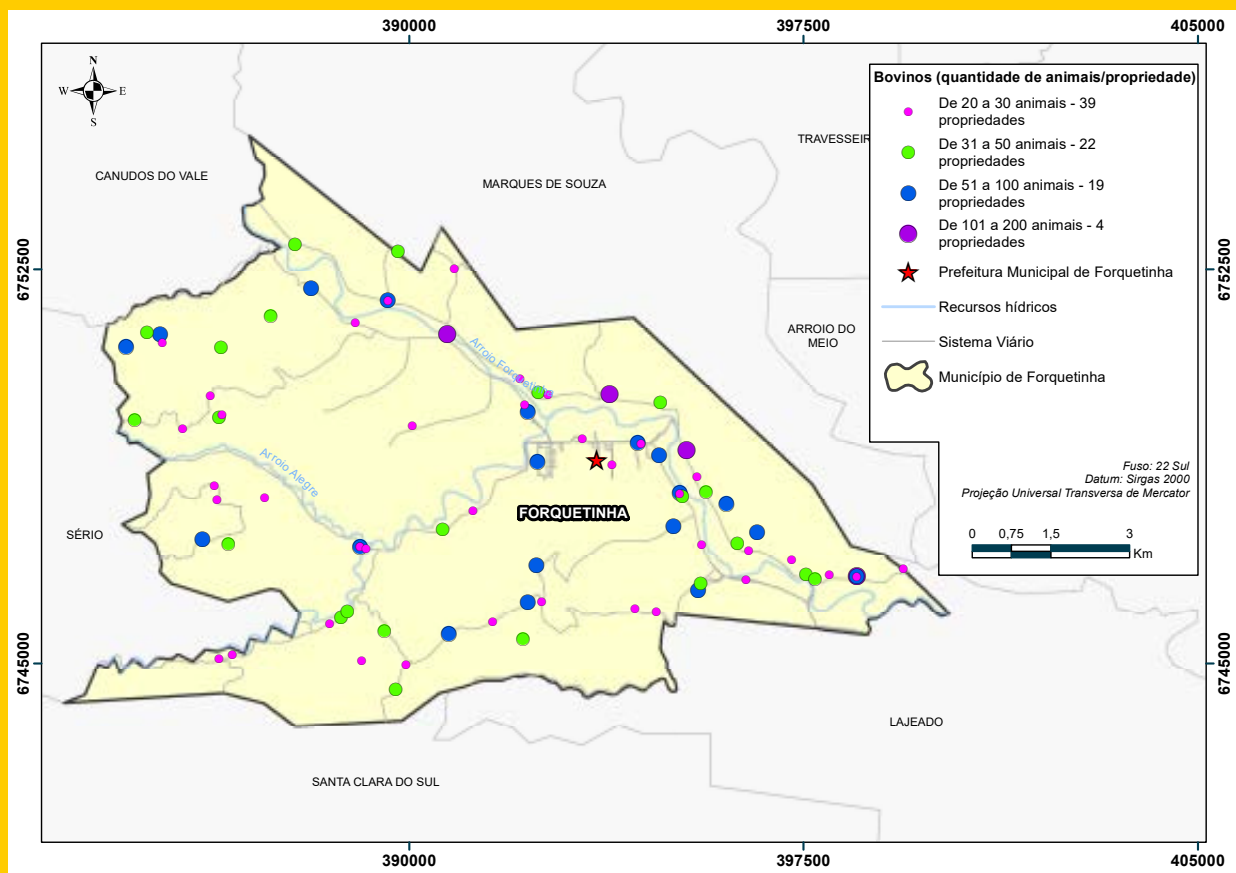 390000
397500
405000
N
W
E
S
Bovinos (quantidade de animais/propriedade)
De 20 a 30 animais - 39
propriedades
De 31 a 50 animais - 22
propriedades
De 51 a 100 animais - 19
propriedades
De 101 a 200 animais - 4
propriedades
Prefeitura Municipal de Forquetinha
Recursos hídricos
Sistema Viário
Município de Forquetinha
Fuso: 22 Sul
Datum: Sirgas 2000
Projeção Universal Transversa de Mercator
0 0,75 1,5 3
Km
TRAVESSEIR
CANUDOS DO VALE
MARQUES DE SOUZA
6752500
6752500
ARROIO DO
MEIO
Arroio Forquetinha
Arroio Alegre
FORQUETINHA
SÉRIO
6745000
6745000
LAJEADO
SANTA CLARA DO SUL
390000
397500
405000